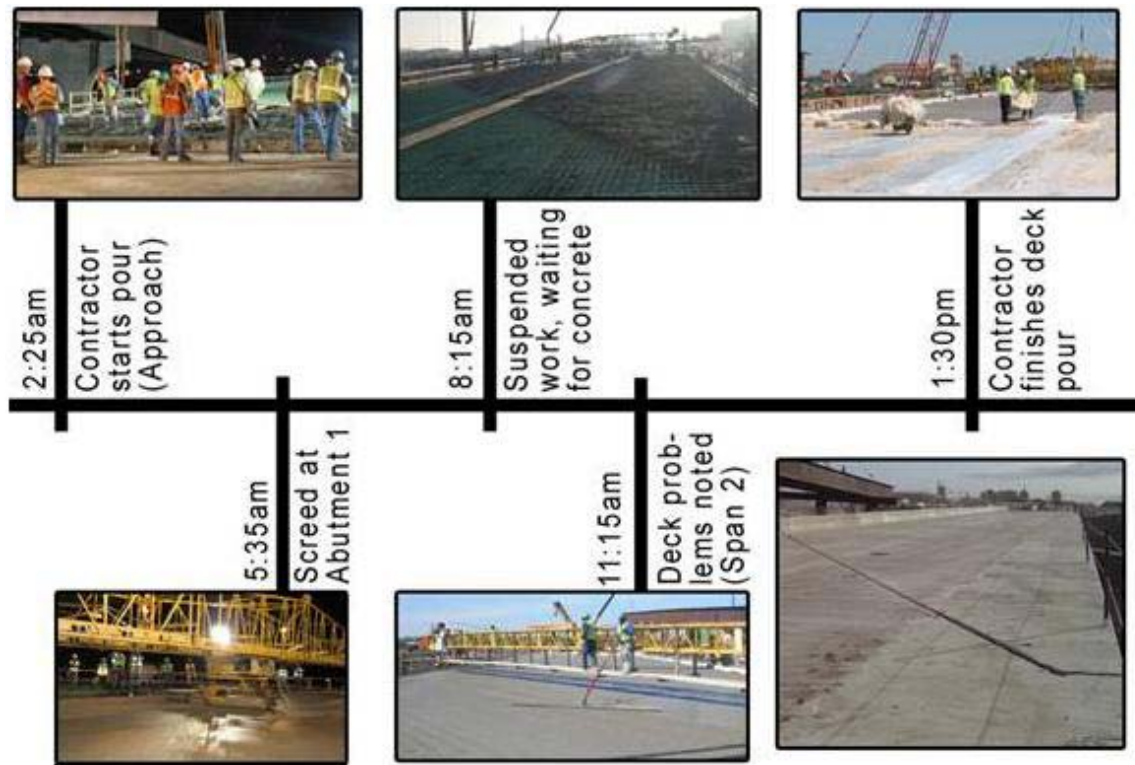 2:25am
Contractor
starts pour
(Approach)
5:35am
Screed at
Abutment 1
8:15am
Suspended
work, waiting
for concrete
11:15am
Deck prob-
lems noted
(Span 2)
1:30pm
Contractor
finishes deck
pour